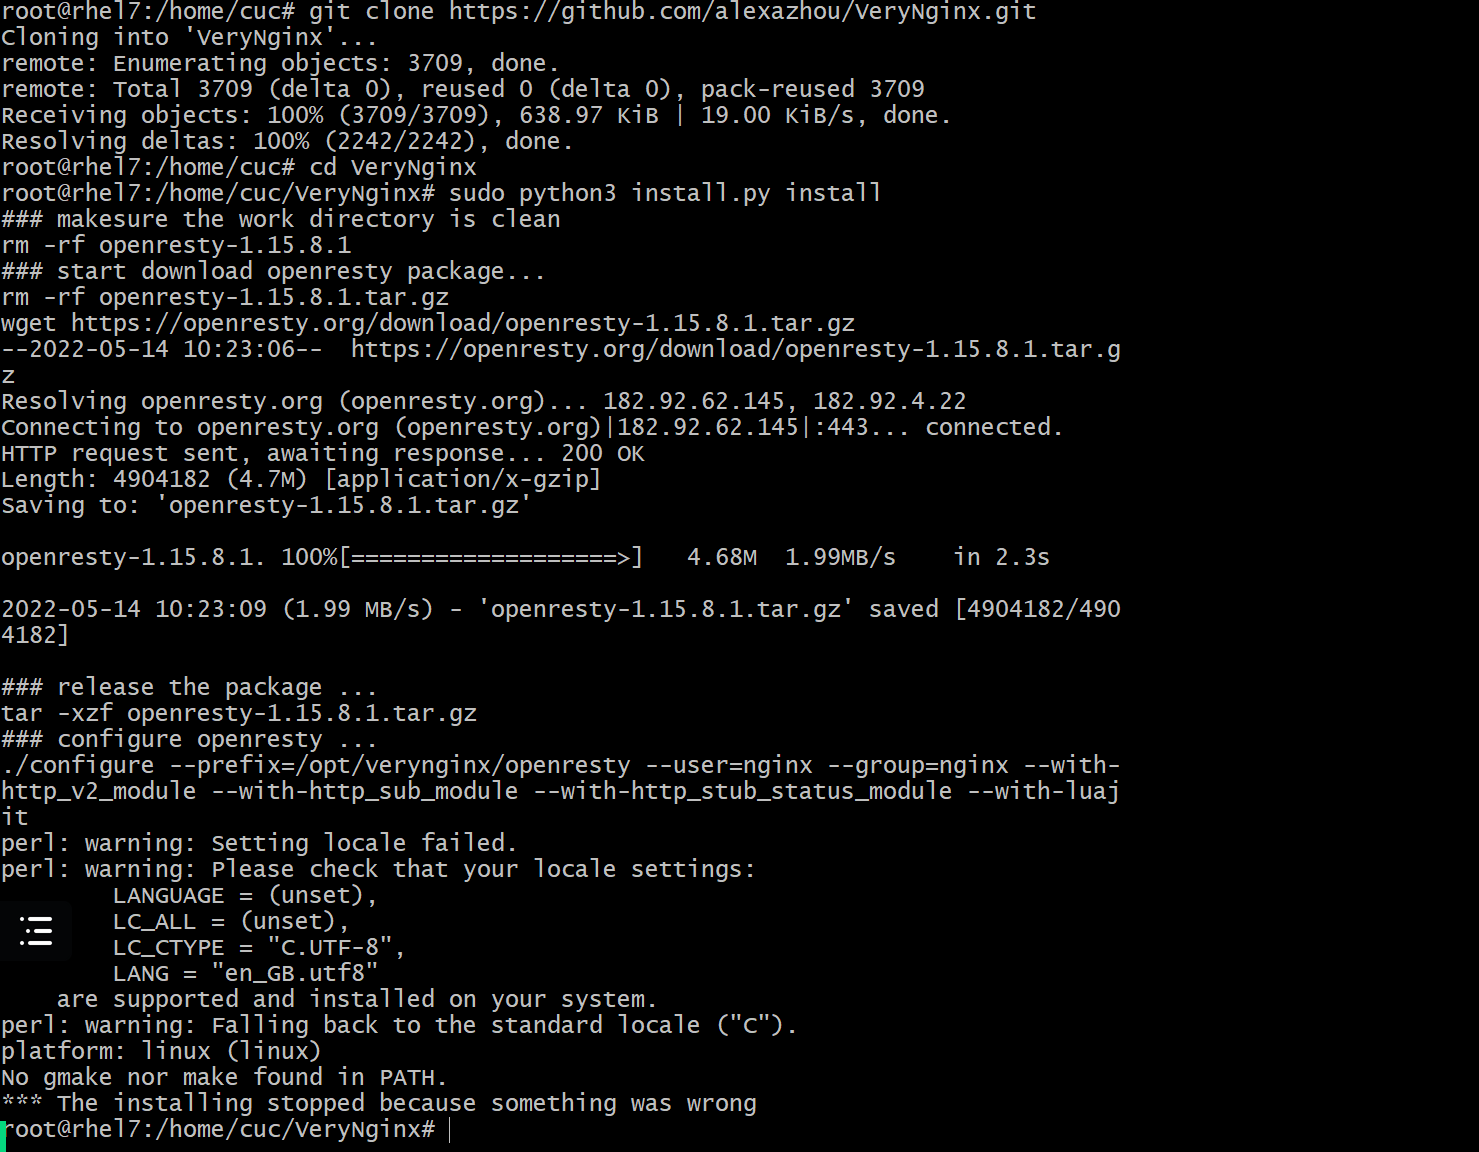 root@rhel7:/home/cuc# git clone https://github.com/alexazhou/VeryNginx.git
Cloning into 'VeryNginx'...
remote: Enumerating objects: 3709, done.
remote: Total 3709 (delta 0), reused 0 (delta 0), pack-reused 3709
Receiving objects: 100% (3709/3709), 638.97 KiB | 19.00 KiB/s, done.
Resolving deltas: 100% (2242/2242), done.
root@rhel7:/home/cuc# cd VeryNginx
root@rhel7:/home/cuc/VeryNginx# sudo python3 install.py install
### makesure the work directory is clean
rm -rf openresty-1.15.8.1
### start download openresty package...
rm -rf openresty-1.15.8.1.tar.gz
wget https://openresty.org/download/openresty-1.15.8.1.tar.gz
--2022-05-14 10:23:06--  https://openresty.org/download/openresty-1.15.8.1.tar.g
z
Resolving openresty.org (openresty.org)... 182.92.62.145, 182.92.4.22
Connecting to openresty.org (openresty.org)|182.92.62.145|:443... connected.
HTTP request sent, awaiting response... 200 OK
Length: 4904182 (4.7M) [application/x-gzip]
Saving to: 'openresty-1.15.8.1.tar.gz'
openresty-1.15.8.1. 100%[===================>]   4.68M  1.99MB/s    in 2.3s
2022-05-14 10:23:09 (1.99 MB/s) - 'openresty-1.15.8.1.tar.gz' saved [4904182/490
4182]
### release the package ...
tar -xzf openresty-1.15.8.1.tar.gz
### configure openresty ...
./configure --prefix=/opt/verynginx/openresty --user=nginx --group=nginx --with-
http_v2_module --with-http_sub_module --with-http_stub_status_module --with-luaj
it
perl: warning: Setting locale failed.
perl: warning: Please check that your locale settings:
        LANGUAGE = (unset),
        LC_ALL = (unset),
        LC_CTYPE = "C.UTF-8",
        LANG = "en_GB.utf8"
    are supported and installed on your system.
perl: warning: Falling back to the standard locale ("C").
platform: linux (linux)
No gmake nor make found in PATH.
*** The installing stopped because something was wrong
root@rhel7:/home/cuc/VeryNginx#